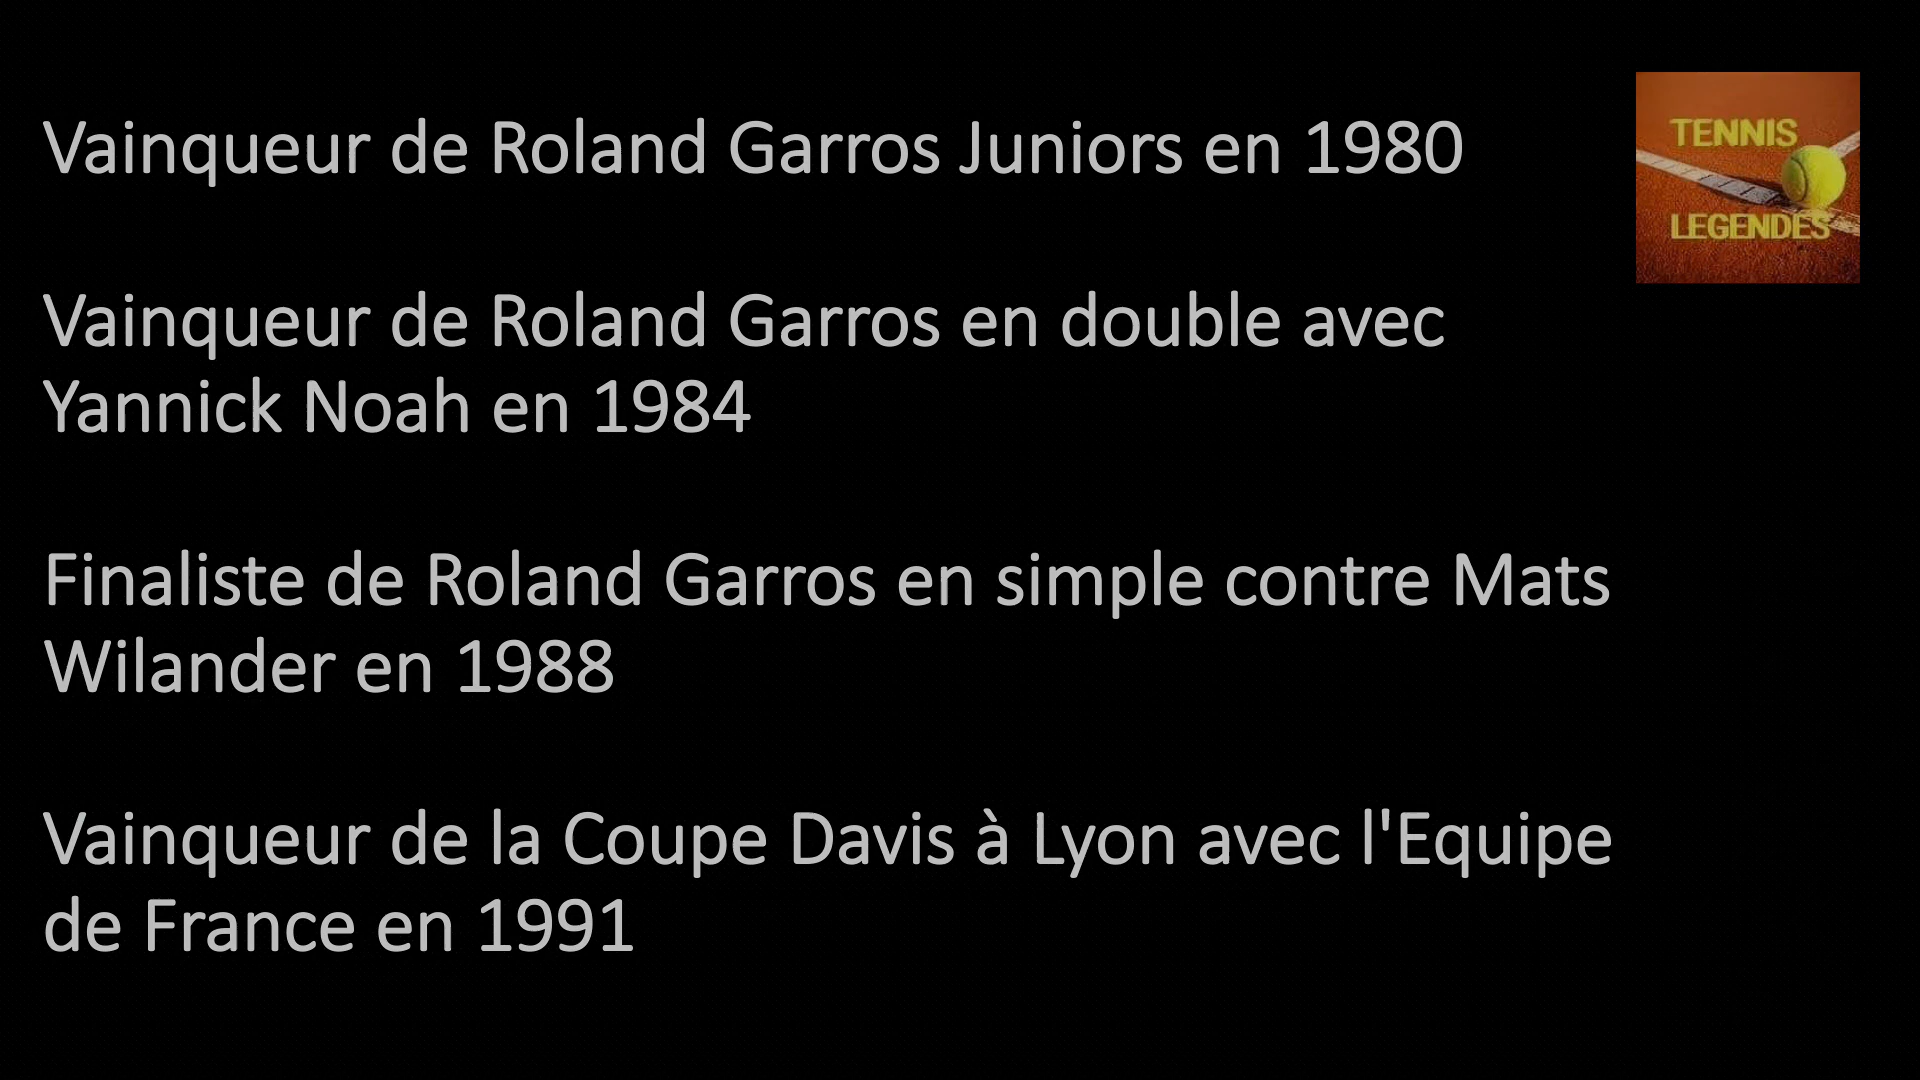 Vainqueur de Roland Garros Juniors en 1980
Vainqueur de Roland Garros en double avec
Yannick Noah en 1984
Finaliste de Roland Garros en simple contre Mats
Wilander en 1988
Vainqueur de la Coupe Davis à Lyon avec l'Equipe
de France en 1991
TENNIS
LEGENDES